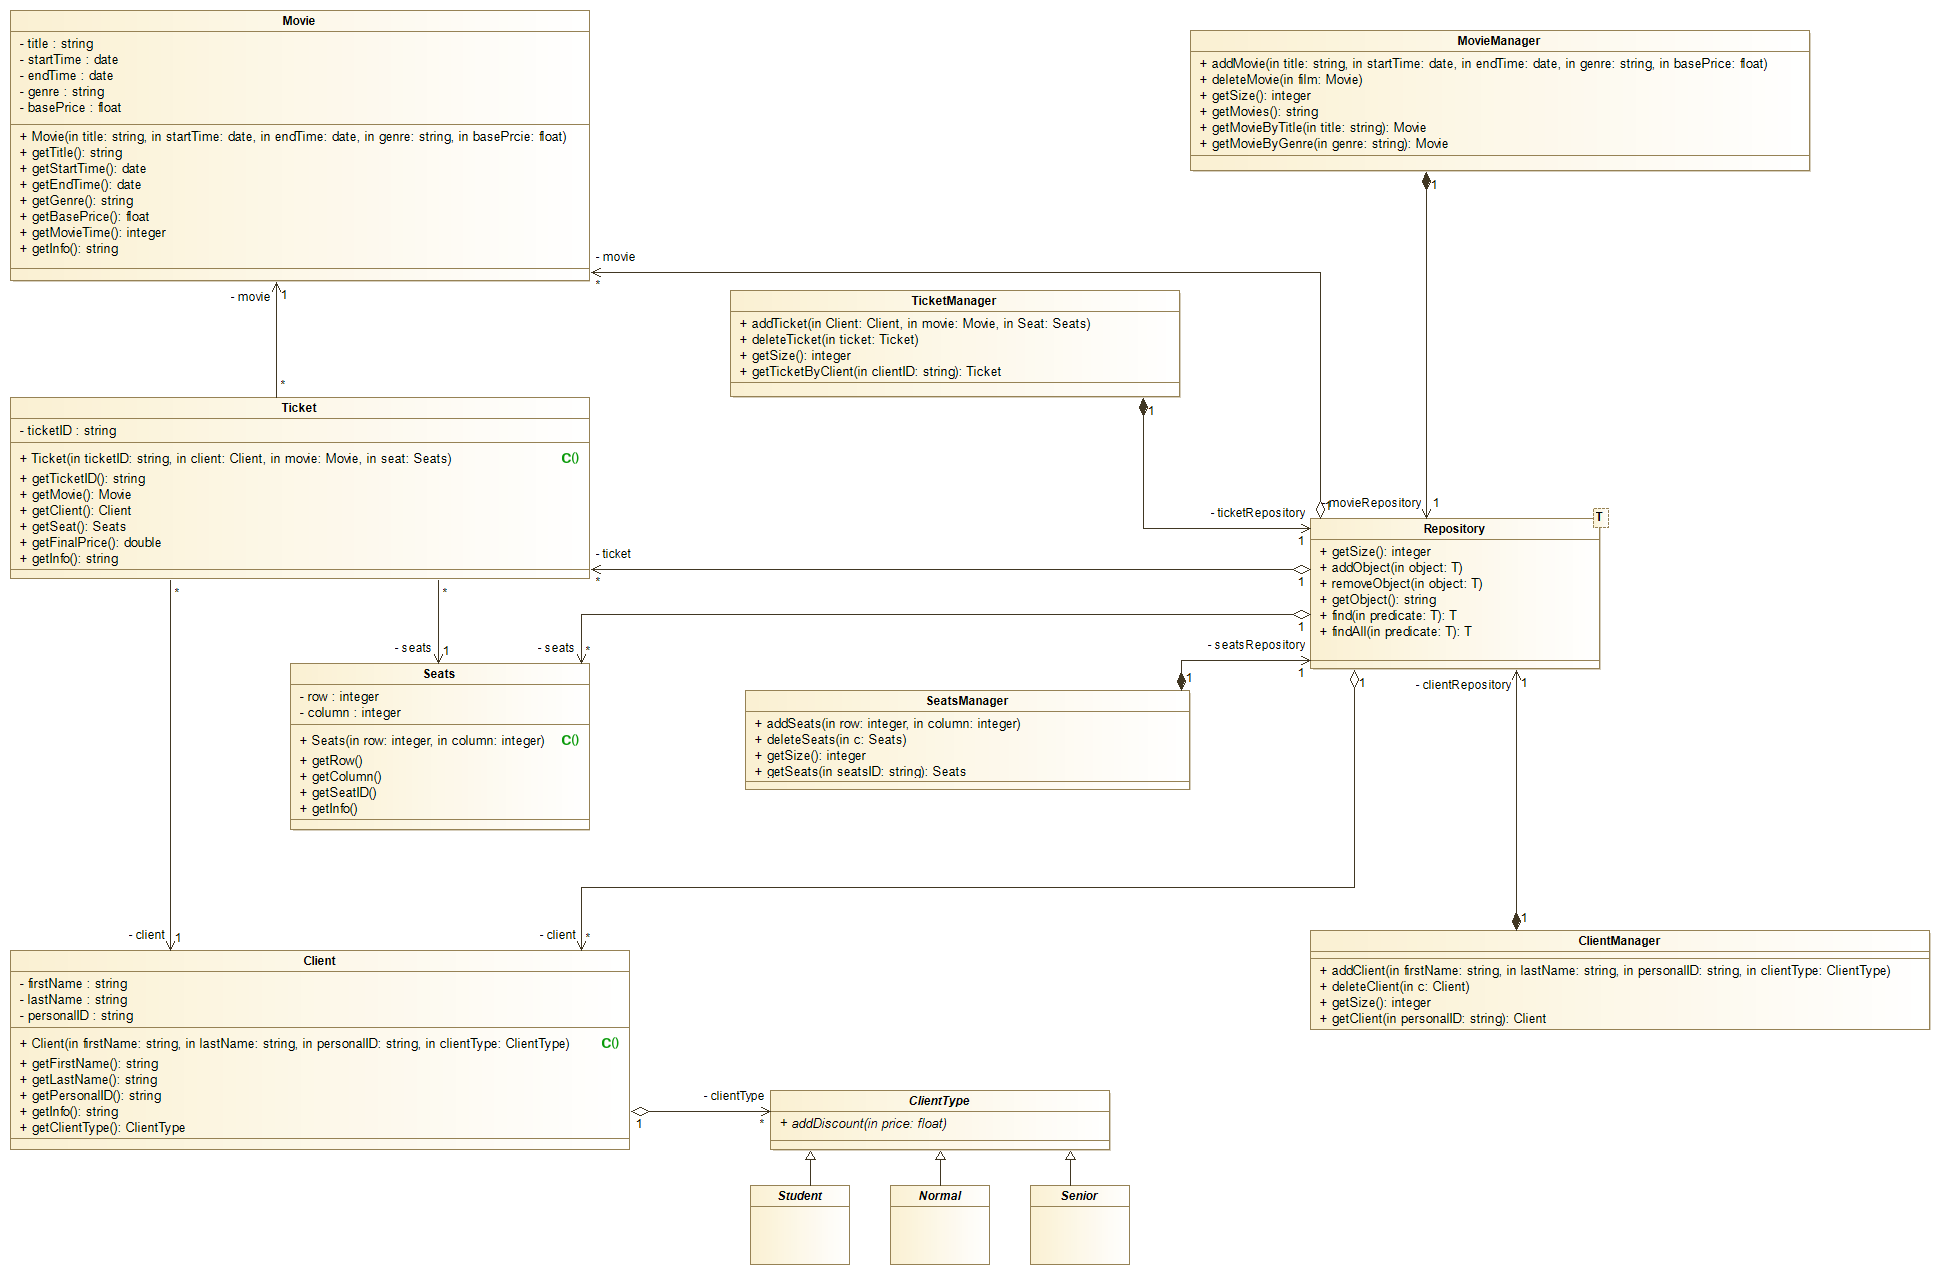 Movie
- title : string
- startTime : date
- endTime : date
- genre : string
- basePrice : float
+ Movie(in title: string, in startTime: date, in endTime: date, in genre: string, in basePrcie: float)
+ getTitle(): string
+ getStartTime(): date
+ getEndTime(): date
+ getGenre(): string
+ getBasePrice(): float
+ getMovieTime(): integer
+ getInfo(): string
MovieManager
+ addMovie(in title: string, in startTime: date, in endTime: date, in genre: string, in basePrice: float)
+ deleteMovie(in film: Movie)
+ getSize(): integer
+ getMovies(): string
+ getMovieByTitle(in title: string): Movie
+ getMovieByGenre(in genre: string): Movie
1
- movie
*
- movie
1
*
TicketManager
+ addTicket(in Client: Client, in movie: Movie, in Seat: Seats)
+ deleteTicket(in ticket: Ticket)
+ getSize(): integer
+ getTicketByClient(in clientID: string): Ticket
1
Ticket
- ticketID : string
+ Ticket(in ticketID: string, in client: Client, in movie: Movie, in seat: Seats)
C()
+ getTicketID(): string
+ getMovie(): Movie
+ getClient(): Client
+ getSeat(): Seats
+ getFinalPrice(): double
+ getInfo(): string
- ticketRepository
1
1
- movieRepository
1
- ticket
*
1
Repository
T
+ getSize(): integer
+ addObject(in object: T)
+ removeObject(in object: T)
+ getObject(): string
+ find(in predicate: T): T
+ findAll(in predicate: T): T
*
*
- seats
1
- seats
*
1
- seatsRepository
1
1
1
- clientRepository
1
Seats
- row : integer
- column : integer
+ Seats(in row: integer, in column: integer)
C()
+ getRow()
+ getColumn()
+ getSeatID()
+ getInfo()
SeatsManager
+ addSeats(in row: integer, in column: integer)
+ deleteSeats(in c: Seats)
+ getSize(): integer
+ getSeats(in seatsID: string): Seats
- client
1
- client
*
1
Client
- firstName : string
- lastName : string
- personalID : string
+ Client(in firstName: string, in lastName: string, in personalID: string, in clientType: ClientType)
C()
+ getFirstName(): string
+ getLastName(): string
+ getPersonalID(): string
+ getInfo(): string
+ getClientType(): ClientType
ClientManager
+ addClient(in firstName: string, in lastName: string, in personalID: string, in clientType: ClientType)
+ deleteClient(in c: Client)
+ getSize(): integer
+ getClient(in personalID: string): Client
1
- clientType
*
ClientType
+ addDiscount(in price: float)
Student
Normal
Senior